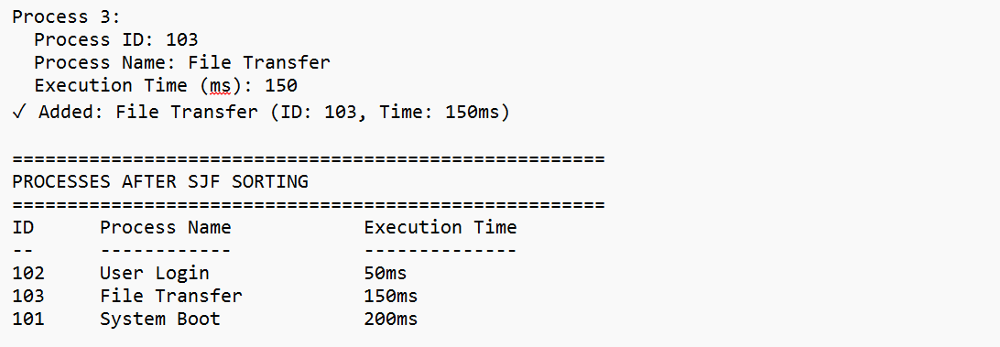 Process 3:
  Process ID: 103
  Process Name: File Transfer
  Execution Time (ms): 150
✓ Added: File Transfer (ID: 103, Time: 150ms)
======================================================
PROCESSES AFTER SJF SORTING
======================================================
ID      Process Name            Execution Time
--      ------------            --------------
102     User Login              50ms
103     File Transfer           150ms
101     System Boot             200ms